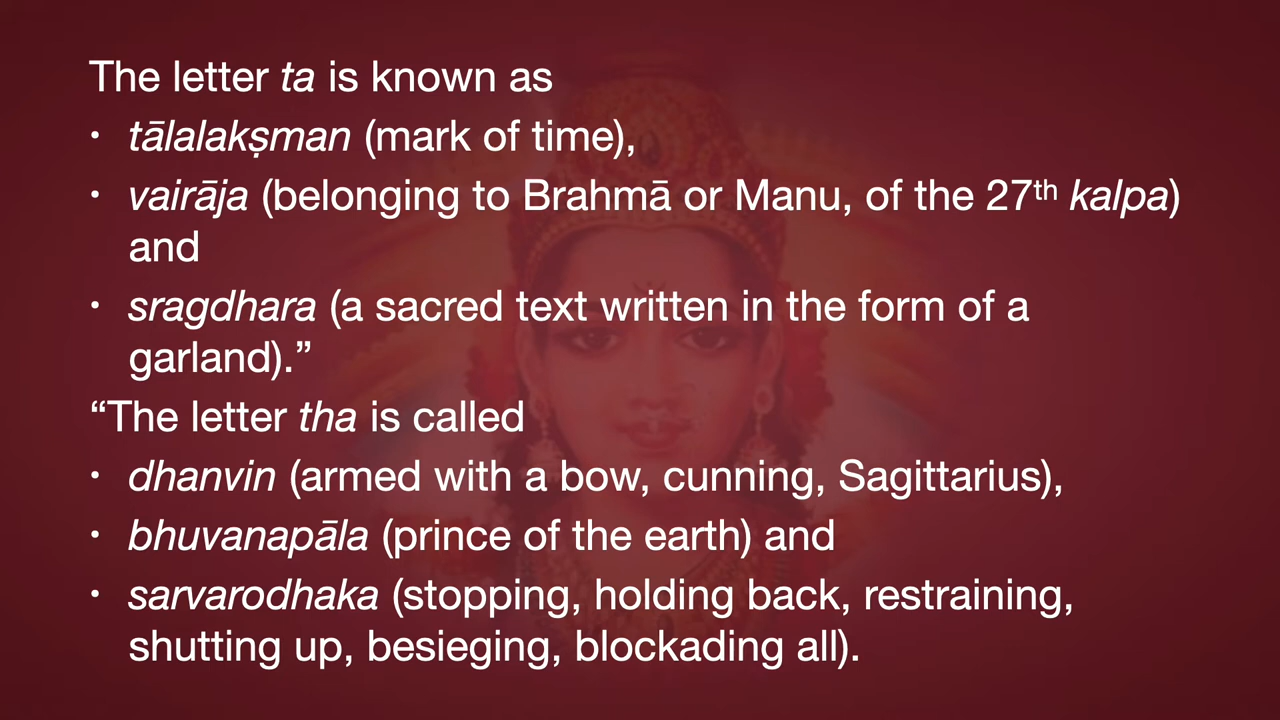 The letter ta is known as
• tālalakṣman (mark of time),
• vairāja (belonging to Brahmā or Manu, of the 27th kalpa)
and
• sragdhara (a sacred text written in the form of a
garland).”
“The letter tha is called
• dhanvin (armed with a bow, cunning, Sagittarius),
• bhuvanapāla (prince of the earth) and
• sarvarodhaka (stopping, holding back, restraining,
shutting up, besieging, blockading all).